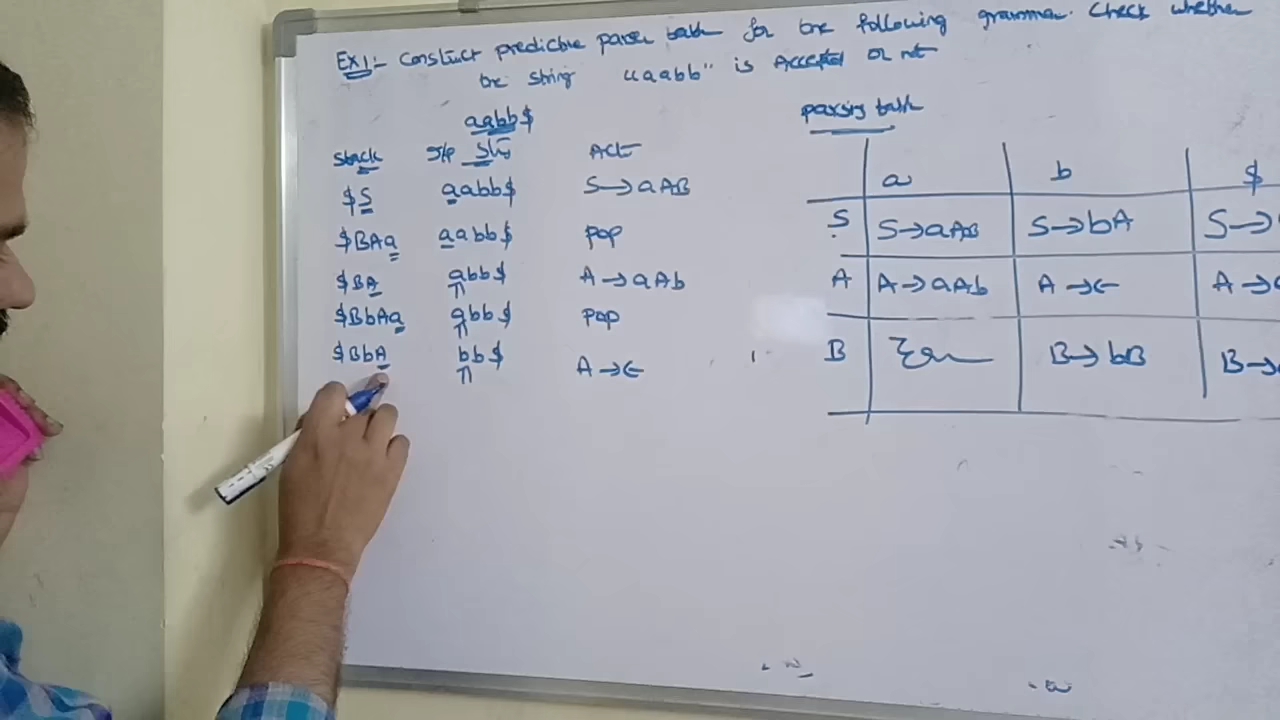 Ex1:- Construct predictive parser table for the following grammar. Check whether
the string "aabb" is Accepted or not
aabb$
Stack I/P Str Act
$S aabb$ S→aAB
$BAa aabb$ pop
$BA abb$ A→aAb
$BbAa abb$ pop
$BbA bb$ A→ϵ
parsing table
a b $
S S→aAB S→bA S→
A A→aAb A→ϵ A→
B B→bB B→